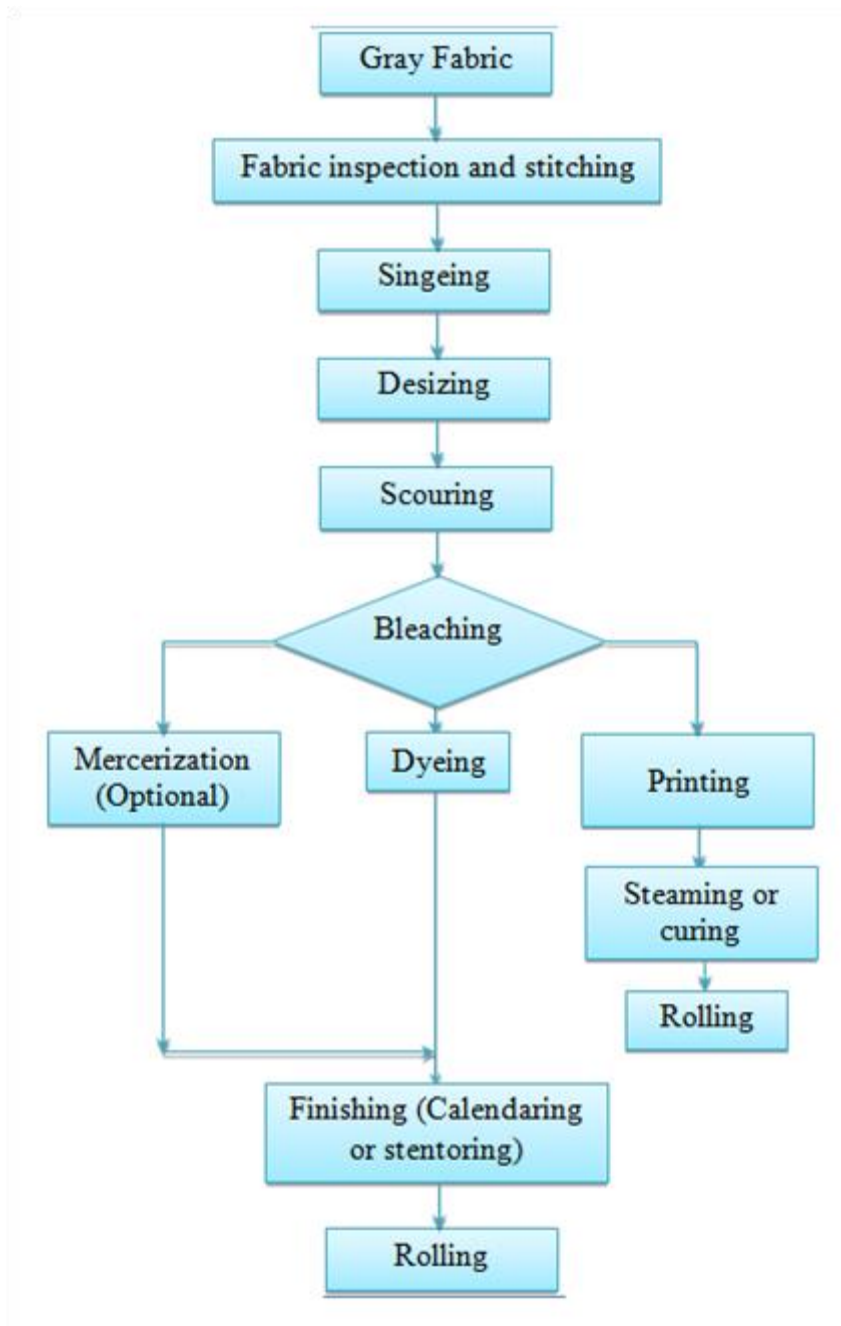 Gray Fabric
Fabric inspection and stitching
Singeing
Desizing
Scouring
Bleaching
Mercerization
(Optional)
Dyeing
Printing
Steaming or
curing
Rolling
Finishing (Calendaring
or stentoring)
Rolling